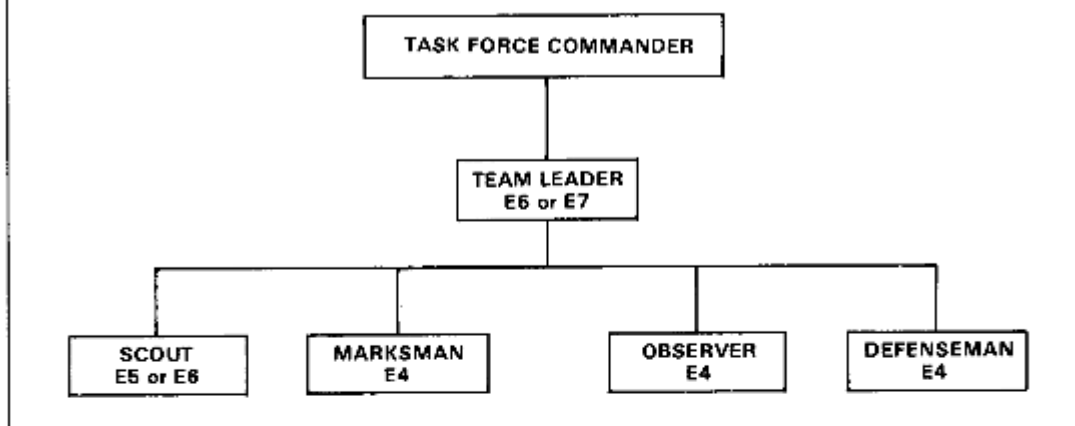 TASK FORCE COMMANDER
TEAM LEADER
E6 or E7
SCOUT
E5 or E6
MARKSMAN
E4
OBSERVER
E4
DEFENSEMAN
E4